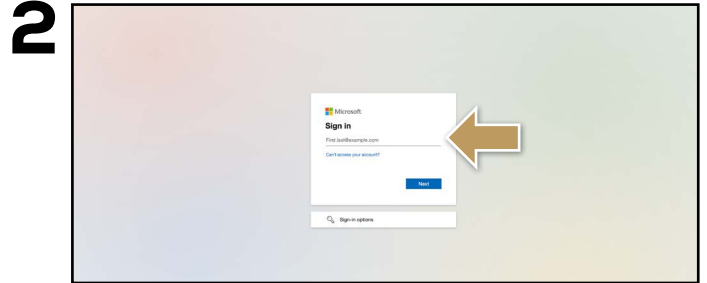 2
Microsoft
Sign in
First.last@example.com
Can't access your account?
Next
Sign-in options